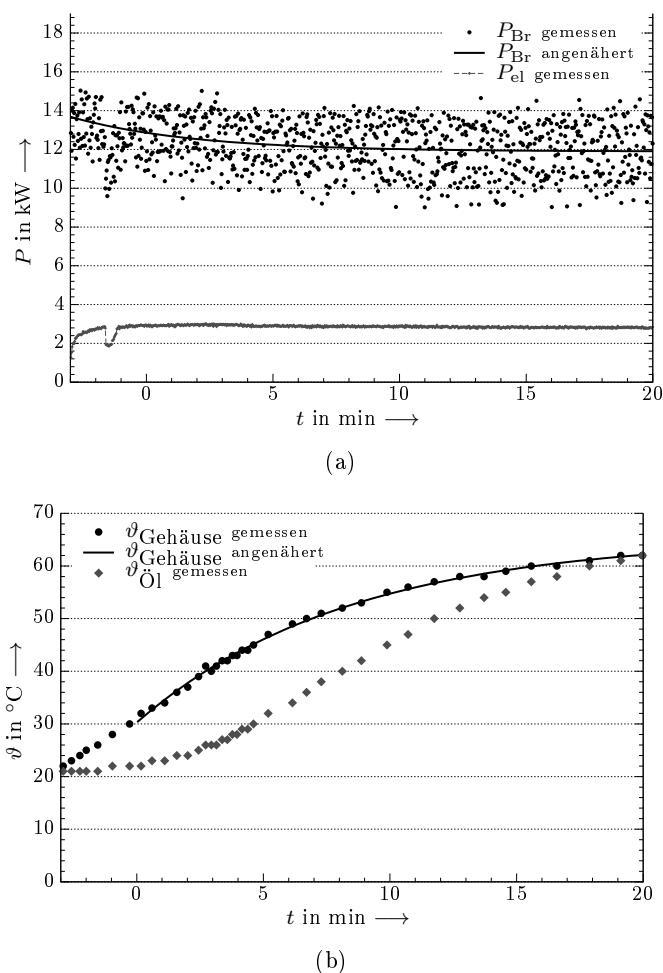 18
16
14
12
10
8
6
4
2
0
P in kW ⟶
P_Br gemessen
P_Br angenähert
P_el gemessen
0 5 10 15 20
t in min ⟶
(a)
70
60
50
40
30
20
10
0
ϑ in °C ⟶
ϑ_Gehäuse gemessen
ϑ_Gehäuse angenähert
ϑ_Öl gemessen
0 5 10 15 20
t in min ⟶
(b)